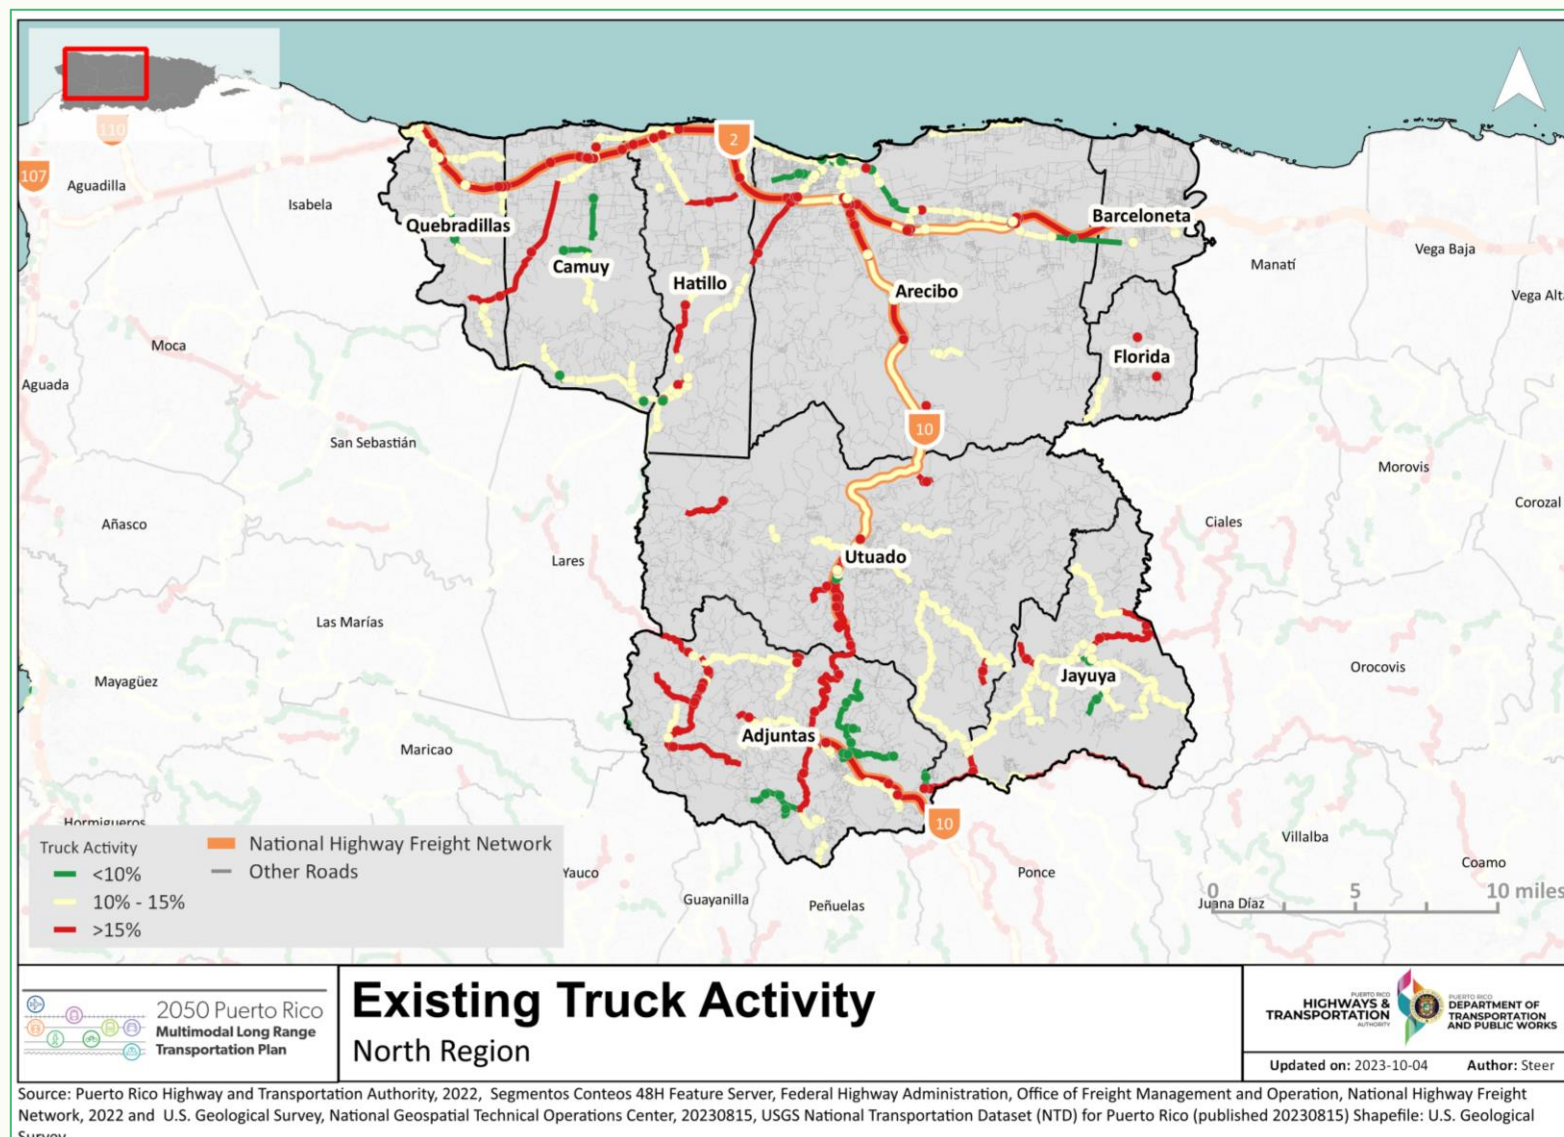 2
110
107
Aguadilla
Isabela
Quebradillas
Barceloneta
Camuy
Hatillo
Manatí
Vega Baja
Arecibo
Moca
Florida
Aguada
10
San Sebastián
Morovis
Corozal
Añasco
Ciales
Lares
Utuado
Las Marías
Orocovis
Mayagüez
Jayuya
Maricao
Adjuntas
Hormigueros
10
Villalba
Yauco
Ponce
Coamo
Guayanilla
Peñuelas
Juana Díaz
0 5 10 miles
Truck Activity
<10%
10% - 15%
>15%
National Highway Freight Network
Other Roads
2050 Puerto Rico
Multimodal Long Range
Transportation Plan
Existing Truck Activity
North Region
PUERTO RICO
HIGHWAYS &
TRANSPORTATION
AUTHORITY
PUERTO RICO
DEPARTMENT OF
TRANSPORTATION
AND PUBLIC WORKS
Updated on: 2023-10-04 Author: Steer
Source: Puerto Rico Highway and Transportation Authority, 2022, Segmentos Conteos 48H Feature Server, Federal Highway Administration, Office of Freight Management and Operation, National Highway Freight
Network, 2022 and U.S. Geological Survey, National Geospatial Technical Operations Center, 20230815, USGS National Transportation Dataset (NTD) for Puerto Rico (published 20230815) Shapefile: U.S. Geological